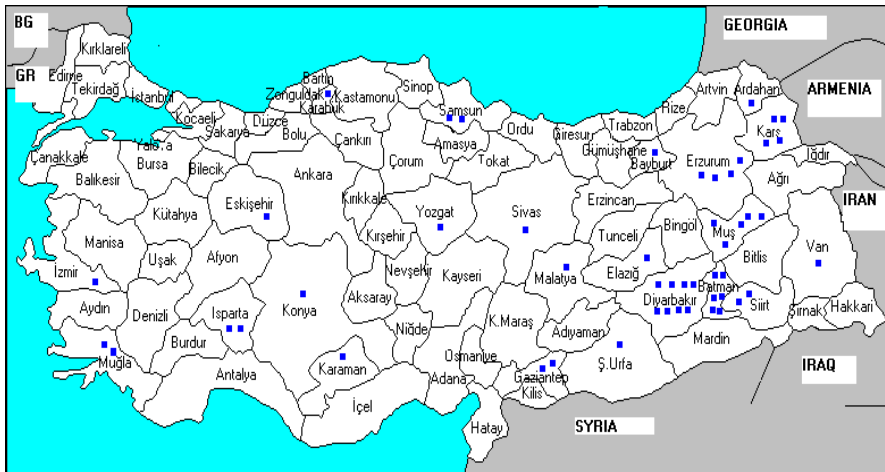 BG
GEORGIA
GR
ARMENIA
Kırklareli
Edirne
Tekirdağ
İstanbul
Kocaeli
Yalova
Sakarya
Düzce
Zonguldak
Bartın
Karabük
Kastamonu
Sinop
Samsun
Ordu
Giresun
Trabzon
Rize
Artvin
Ardahan
Kars
Iğdır
Çanakkale
Balıkesir
Bursa
Bilecik
Bolu
Çankırı
Çorum
Amasya
Tokat
Gümüşhane
Bayburt
Erzurum
Ağrı
IRAN
Kütahya
Eskişehir
Ankara
Kırıkkale
Yozgat
Sivas
Erzincan
Tunceli
Bingöl
Muş
Bitlis
Van
Manisa
Uşak
Afyon
Kırşehir
Nevşehir
Kayseri
Malatya
Elazığ
İzmir
Aydın
Denizli
Isparta
Konya
Aksaray
Niğde
K.Maraş
Adıyaman
Diyarbakır
Batman
Siirt
Şırnak
Hakkari
Muğla
Burdur
Antalya
Karaman
İçel
Adana
Osmaniye
Gaziantep
Kilis
Ş.Urfa
Mardin
Hatay
SYRIA
IRAQ